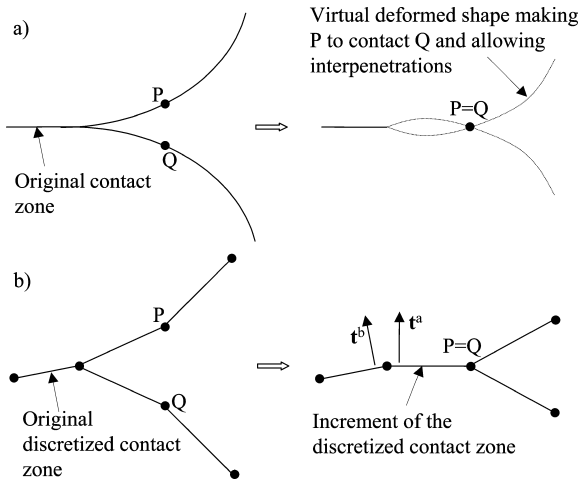 a)
P
Q
Original contact
zone
Virtual deformed shape making
P to contact Q and allowing
interpenetrations
P=Q
b)
P
Q
Original
discretized contact
zone
t^b
t^a
P=Q
Increment of the
discretized contact zone